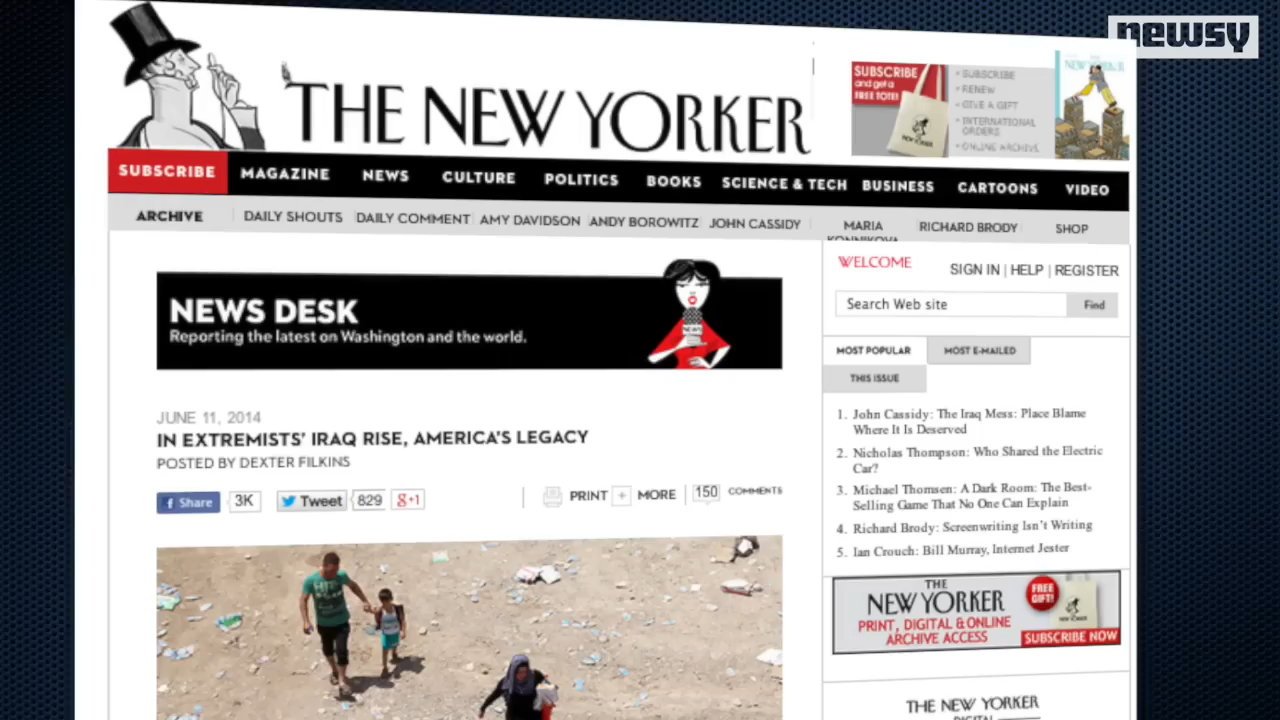 newsy
THE NEW YORKER
SUBSCRIBE
and get a
FREE TOTE!
• SUBSCRIBE
• RENEW
• GIVE A GIFT
• INTERNATIONAL
ORDERS
• ONLINE ARCHIVE
NEW YORKER
SUBSCRIBE MAGAZINE NEWS CULTURE POLITICS BOOKS SCIENCE & TECH BUSINESS CARTOONS VIDEO
ARCHIVE DAILY SHOUTS DAILY COMMENT AMY DAVIDSON ANDY BOROWITZ JOHN CASSIDY MARIA KONNIKOVA RICHARD BRODY SHOP
WELCOME SIGN IN | HELP | REGISTER
Search Web site Find
NEWS DESK
Reporting the latest on Washington and the world.
NEWS
MOST POPULAR MOST E-MAILED
THIS ISSUE
JUNE 11, 2014
IN EXTREMISTS' IRAQ RISE, AMERICA'S LEGACY
POSTED BY DEXTER FILKINS
f Share 3K Tweet 829 g+1 PRINT + MORE 150 COMMENTS
1. John Cassidy: The Iraq Mess: Place Blame
Where It Is Deserved
2. Nicholas Thompson: Who Shared the Electric
Car?
3. Michael Thomsen: A Dark Room: The Best-
Selling Game That No One Can Explain
4. Richard Brody: Screenwriting Isn't Writing
5. Ian Crouch: Bill Murray, Internet Jester
THE
NEW YORKER
PRINT, DIGITAL & ONLINE
ARCHIVE ACCESS
FREE
GIFT!
SUBSCRIBE NOW
THE NEW YORKER
DIGITAL